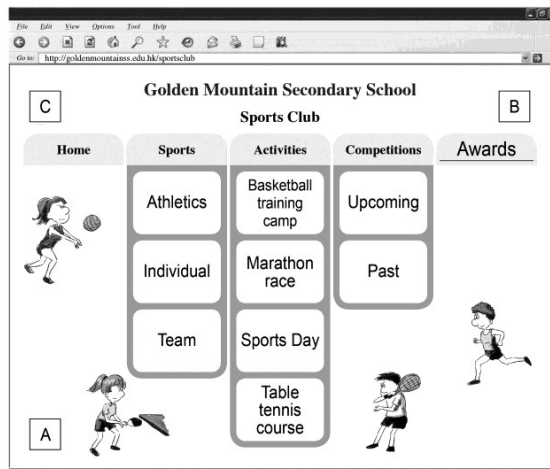 File Edit View Options Tool Help
Go to: http://goldenmountainss.edu.hk/sportsclub
C
Golden Mountain Secondary School
B
Sports Club
Home Sports Activities Competitions Awards
Athletics
Individual
Team
Basketball
training
camp
Marathon
race
Sports Day
Table
tennis
course
Upcoming
Past
A